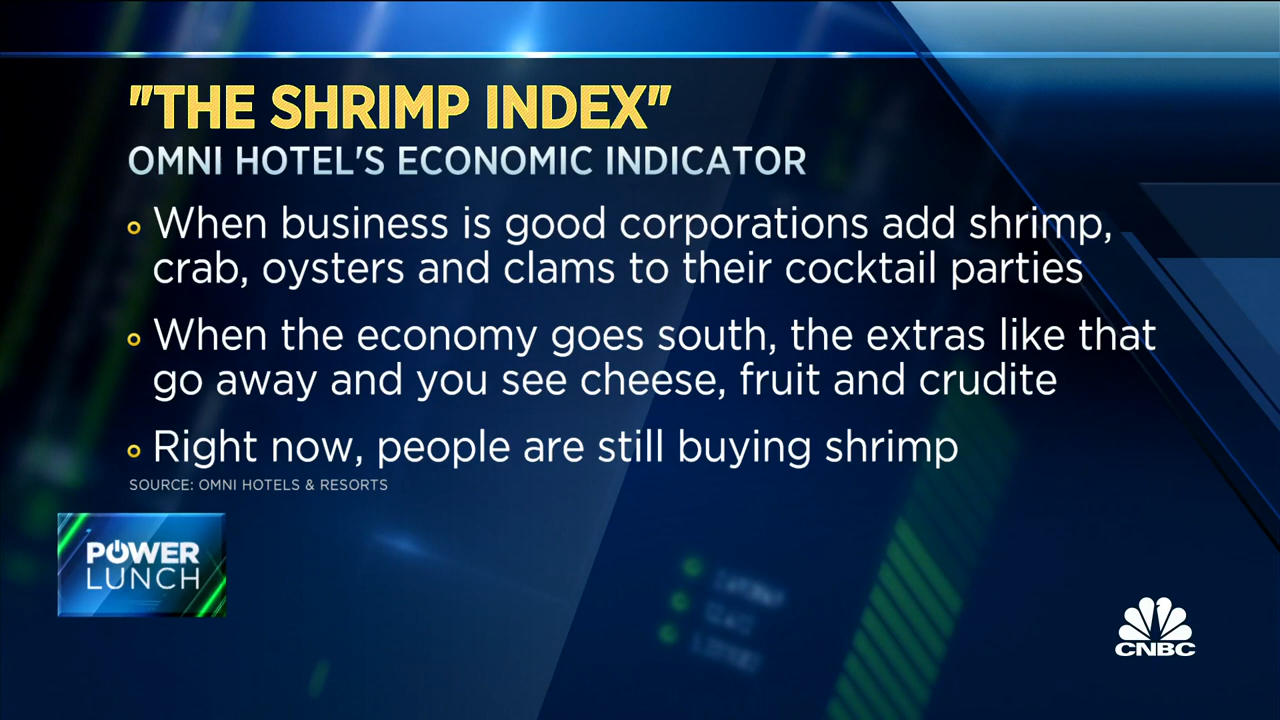 "THE SHRIMP INDEX"
OMNI HOTEL'S ECONOMIC INDICATOR
When business is good corporations add shrimp,
crab, oysters and clams to their cocktail parties
When the economy goes south, the extras like that
go away and you see cheese, fruit and crudite
Right now, people are still buying shrimp
SOURCE: OMNI HOTELS & RESORTS
POWER
LUNCH
CNBC